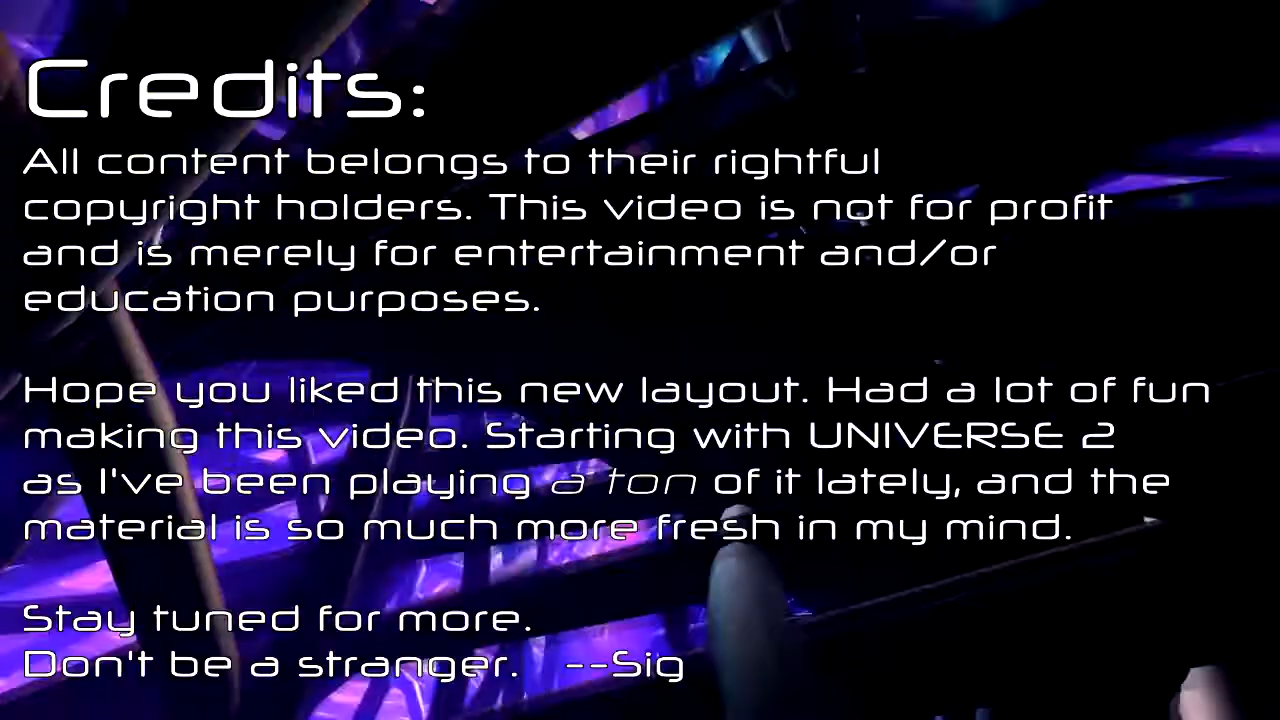 Credits:
All content belongs to their rightful
copyright holders. This video is not for profit
and is merely for entertainment and/or
education purposes.
Hope you liked this new layout. Had a lot of fun
making this video. Starting with UNIVERSE 2
as I've been playing a ton of it lately, and the
material is so much more fresh in my mind.
Stay tuned for more.
Don't be a stranger. --Sig